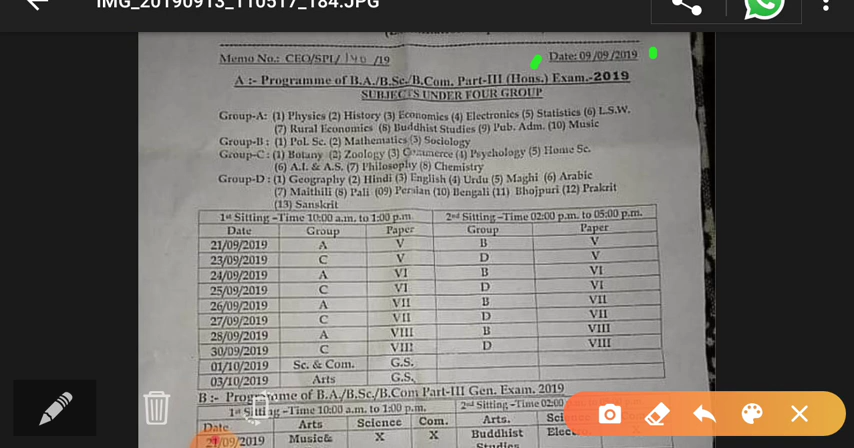 IMG_20190913_110517_184.JPG
Memo No.: CEO/SPL/ 140 /19
Date: 09/09/2019
A :- Programme of B.A./B.Sc./B.Com. Part-III (Hons.) Exam.-2019
SUBJECTS UNDER FOUR GROUP
Group-A: (1) Physics (2) History (3) Economics (4) Electronics (5) Statistics (6) L.S.W.
(7) Rural Economics (8) Buddhist Studies (9) Pub. Adm. (10) Music
Group-B : (1) Pol. Sc. (2) Mathematics (3) Sociology
Group-C : (1) Botany (2) Zoology (3) Commerce (4) Psychology (5) Home Sc.
(6) A.I. & A.S. (7) Philosophy (8) Chemistry
Group-D : (1) Geography (2) Hindi (3) English (4) Urdu (5) Maghi (6) Arabic
(7) Maithili (8) Pali (09) Persian (10) Bengali (11) Bhojpuri (12) Prakrit
(13) Sanskrit
1st Sitting –Time 10:00 a.m. to 1:00 p.m. 2nd Sitting –Time 02:00 p.m. to 05:00 p.m.
Date Group Paper Group Paper
21/09/2019 A V B V
23/09/2019 C V D V
24/09/2019 A VI B VI
25/09/2019 C VI D VI
26/09/2019 A VII B VII
27/09/2019 C VII D VII
28/09/2019 A VIII B VIII
30/09/2019 C VIII D VIII
01/10/2019 Sc. & Com. G.S.
03/10/2019 Arts G.S.
B :- Programme of B.A./B.Sc./B.Com Part-III Gen. Exam. 2019
1st Sitting –Time 10:00 a.m. to 1:00 p.m. 2nd Sitting –Time 02:00
Date Arts Science Com. Arts.
21/09/2019 Music& X X Buddhist
Studies